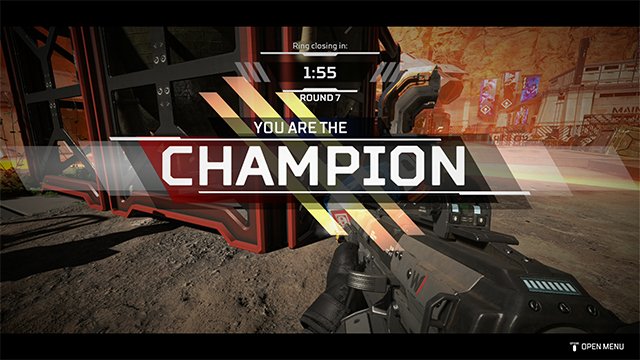 Ring closing in:
1:55
ROUND 7
YOU ARE THE
CHAMPION
OPEN MENU